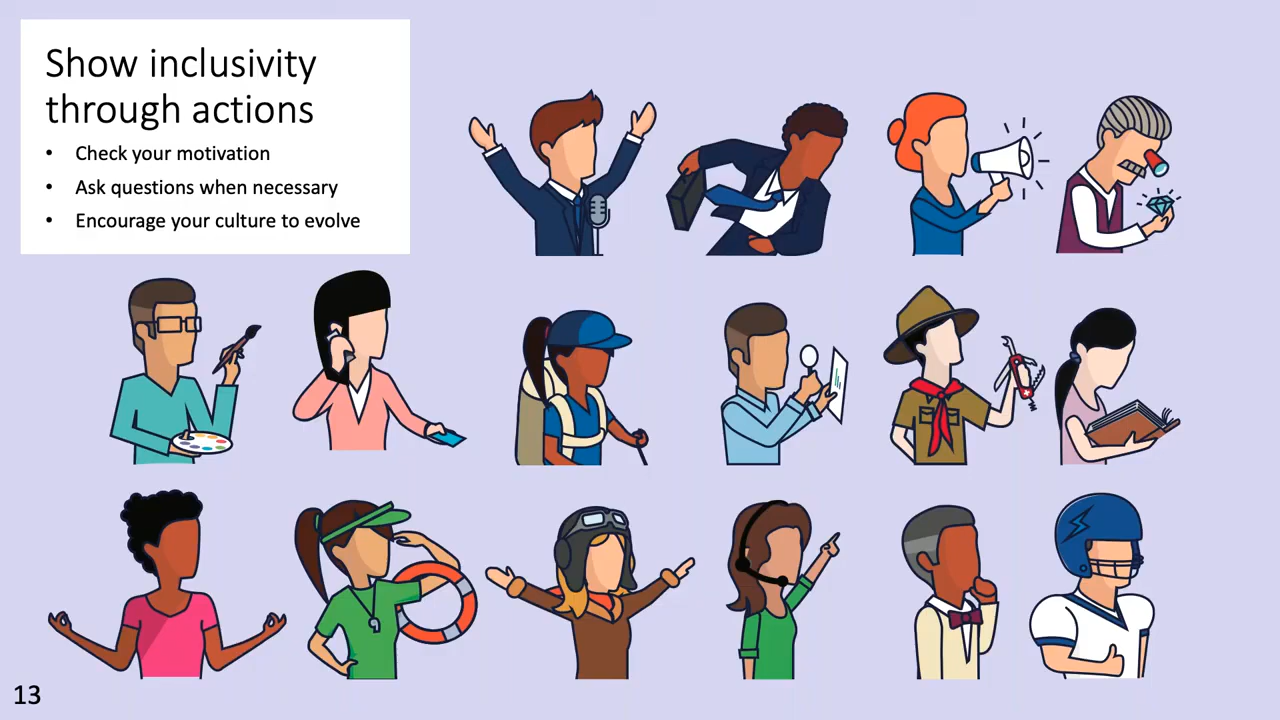 Show inclusivity
through actions
• Check your motivation
• Ask questions when necessary
• Encourage your culture to evolve
13